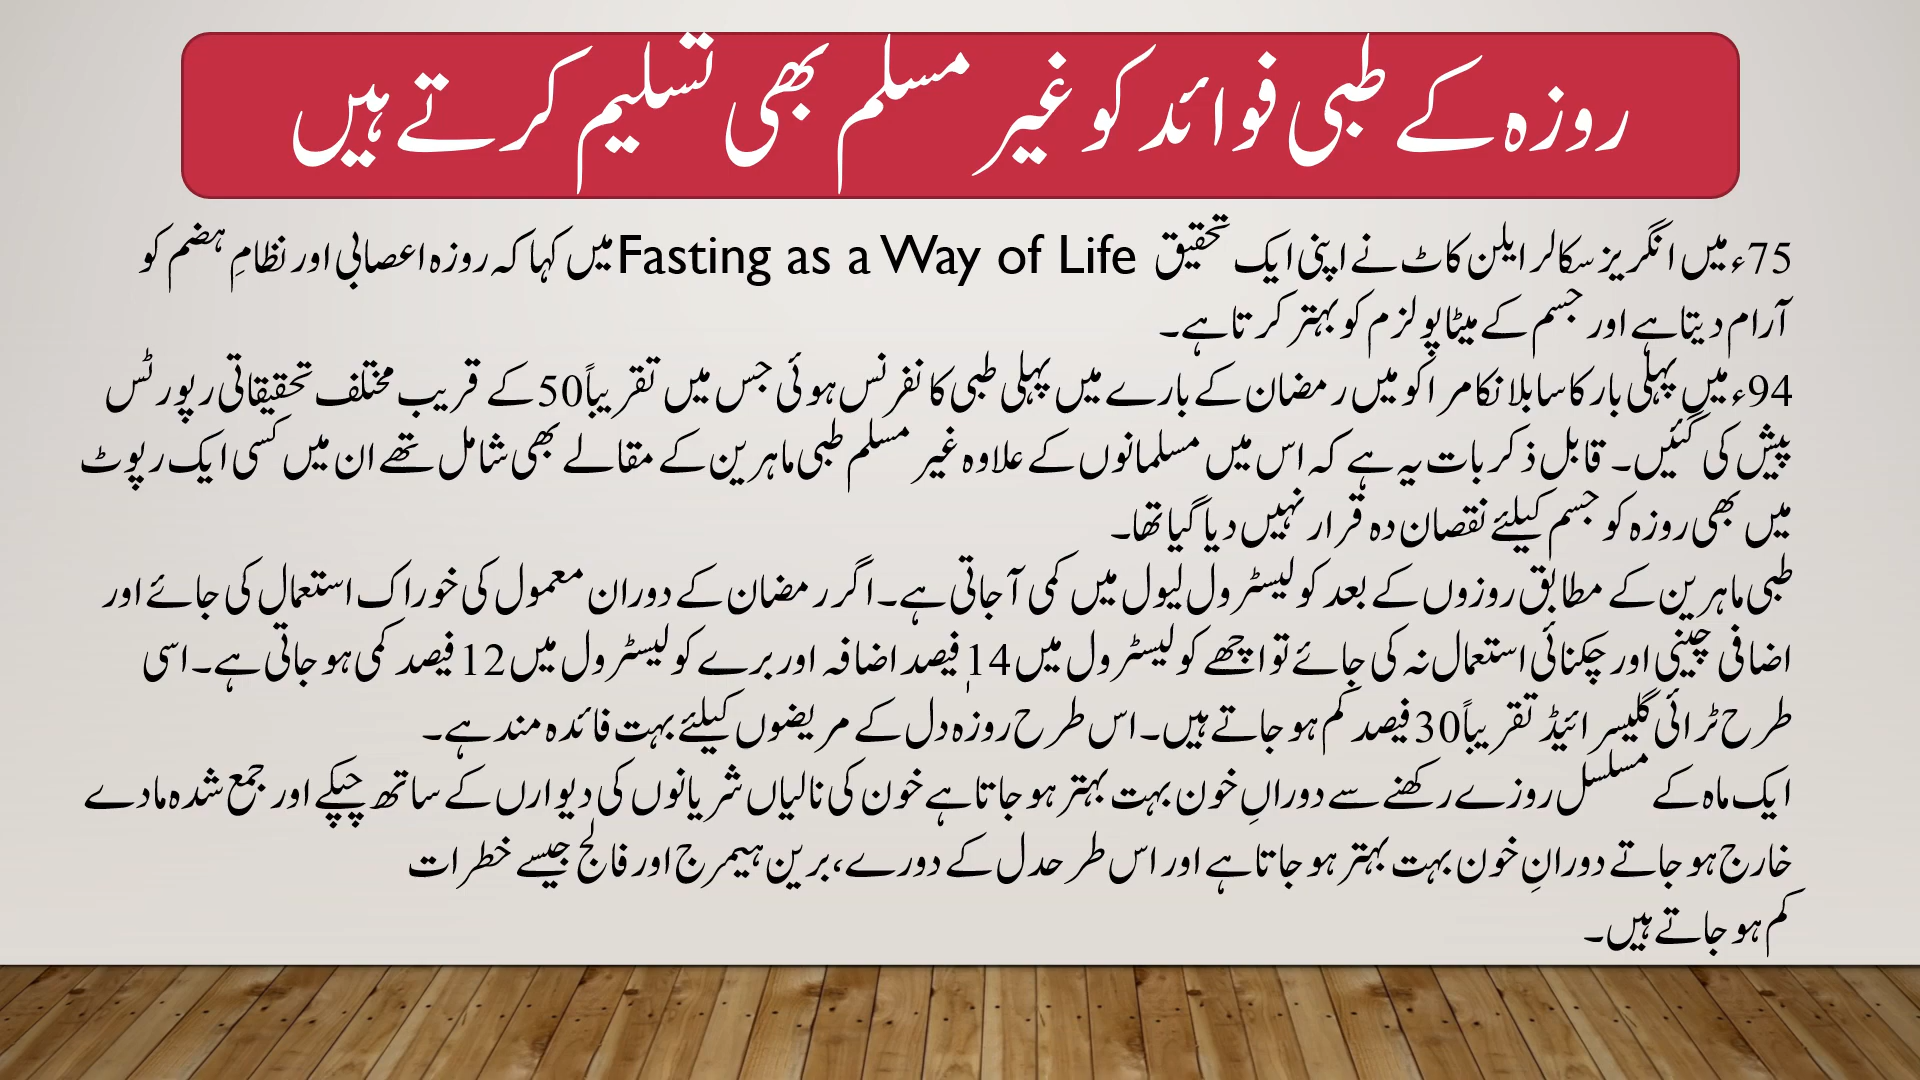 روزہ کے طبی فوائد کو غیر مسلم بھی تسلیم کرتے ہیں
75ء میں انگریز سکالر ایلن کاٹ نے اپنی ایک تحقیق Fasting as a Way of Life میں کہا کہ روزہ اعصابی اور نظامِ ہضم کو
آرام دیتا ہے اور جسم کے میٹاپولزم کو بہتر کرتا ہے۔
94ء میں پہلی بار کاسابلانکا مراکو میں رمضان کے بارے میں پہلی طبی کانفرنس ہوئی جس میں تقریباً 50 کے قریب مختلف تحقیقاتی رپورٹس
پیش کی گئیں۔ قابل ذکر بات یہ ہے کہ اس میں مسلمانوں کے علاوہ غیر مسلم طبی ماہرین کے مقالے بھی شامل تھے ان میں کسی ایک رپوٹ
میں بھی روزہ کو جسم کیلئے نقصان دہ قرار نہیں دیا گیا تھا۔
طبی ماہرین کے مطابق روزوں کے بعد کولیسٹرول لیول میں کمی آجاتی ہے۔ اگر رمضان کے دوران معمول کی خوراک استعمال کی جائے اور
اضافی چینی اور چکنائی استعمال نہ کی جائے تو اچھے کولیسٹرول میں 14 فیصد اضافہ اور برے کولیسٹرول میں 12 فیصد کمی ہو جاتی ہے۔ اسی
طرح ٹرائی گلیسرائیڈ تقریباً 30 فیصد کم ہو جاتے ہیں۔ اس طرح روزہ دل کے مریضوں کیلئے بہت فائدہ مند ہے۔
ایک ماہ کے مسلسل روزے رکھنے سے دوراںِ خون بہت بہتر ہو جاتا ہے خون کی نالیاں شریانوں کی دیوارں کے ساتھ چپکے اور جمع شدہ مادے
خارج ہو جاتے دورانِ خون بہت بہتر ہو جاتا ہے اور اس طرحدل کے دورے، برین ہیمرج اور فالج جیسے خطرات
کم ہو جاتے ہیں۔